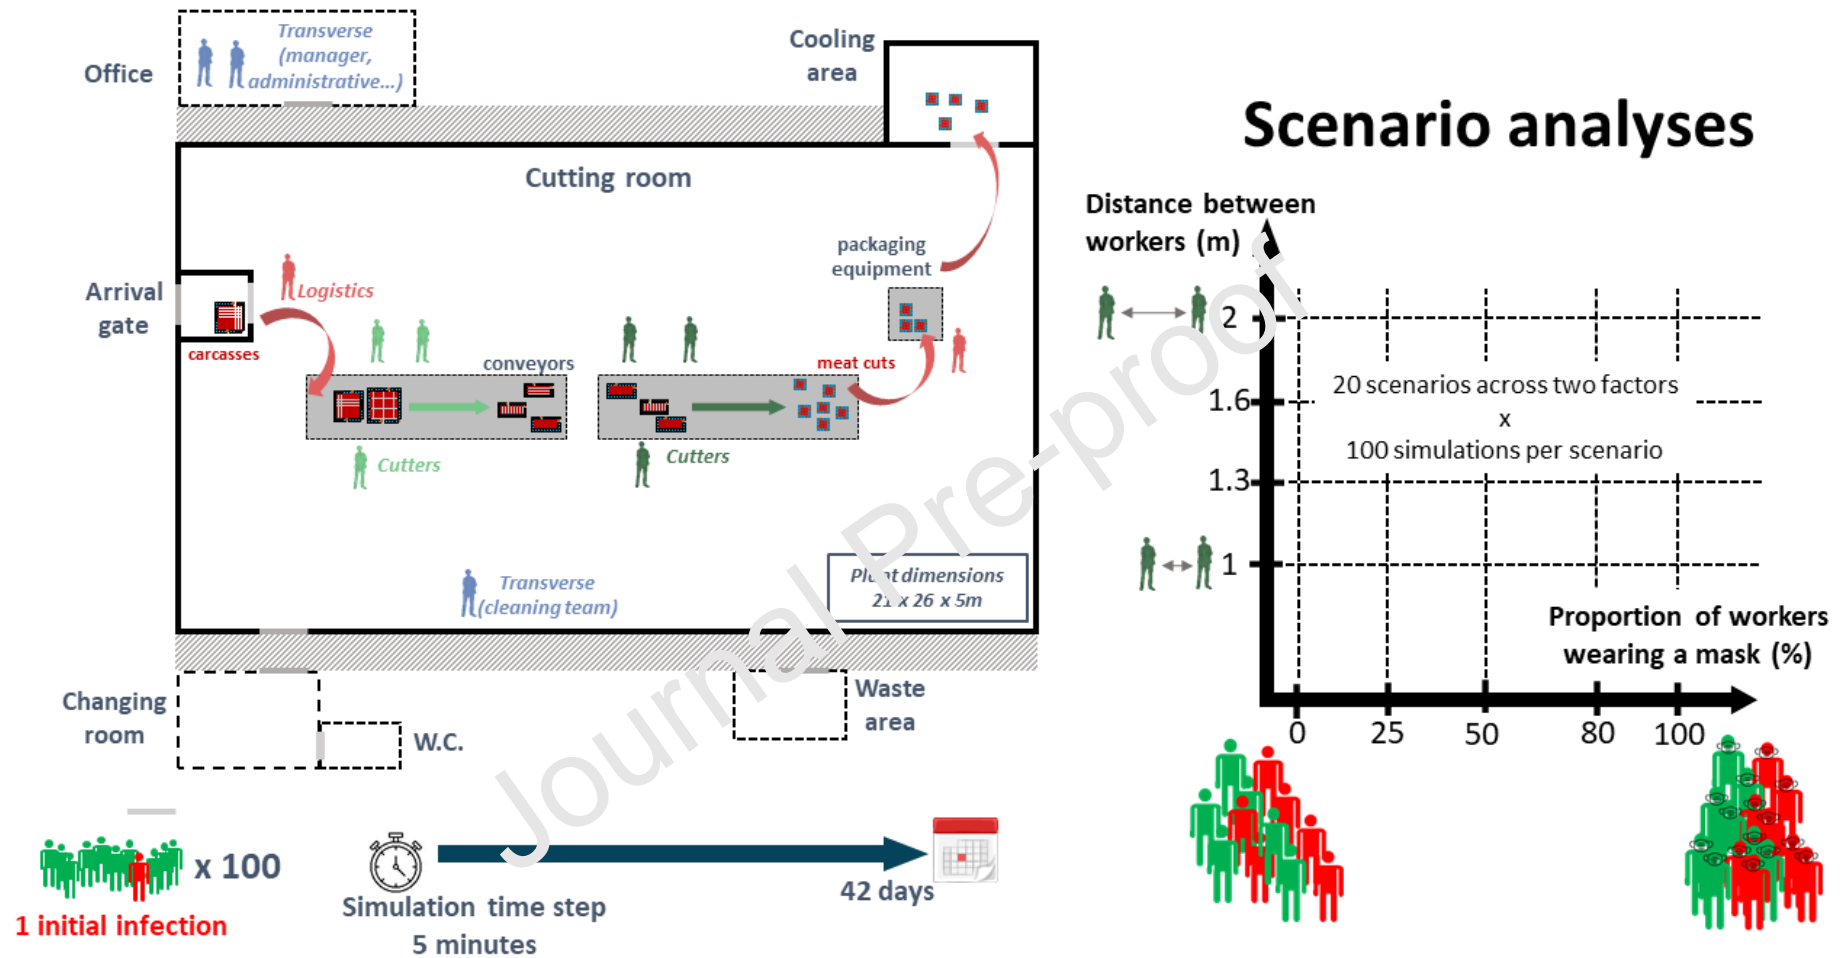 Transverse
(manager,
administrative...)
Office
Cooling
area
Cutting room
packaging
equipment
Arrival
gate
Logistics
carcasses
conveyors
meat cuts
Cutters
Cutters
Transverse
(cleaning team)
Plant dimensions
21 x 26 x 5m
Changing
room
W.C.
Waste
area
x 100
1 initial infection
Simulation time step
5 minutes
42 days
Scenario analyses
Distance between
workers (m)
2
1.6
1.3
1
20 scenarios across two factors
x
100 simulations per scenario
Proportion of workers
wearing a mask (%)
0 25 50 80 100
Journal Pre-proof